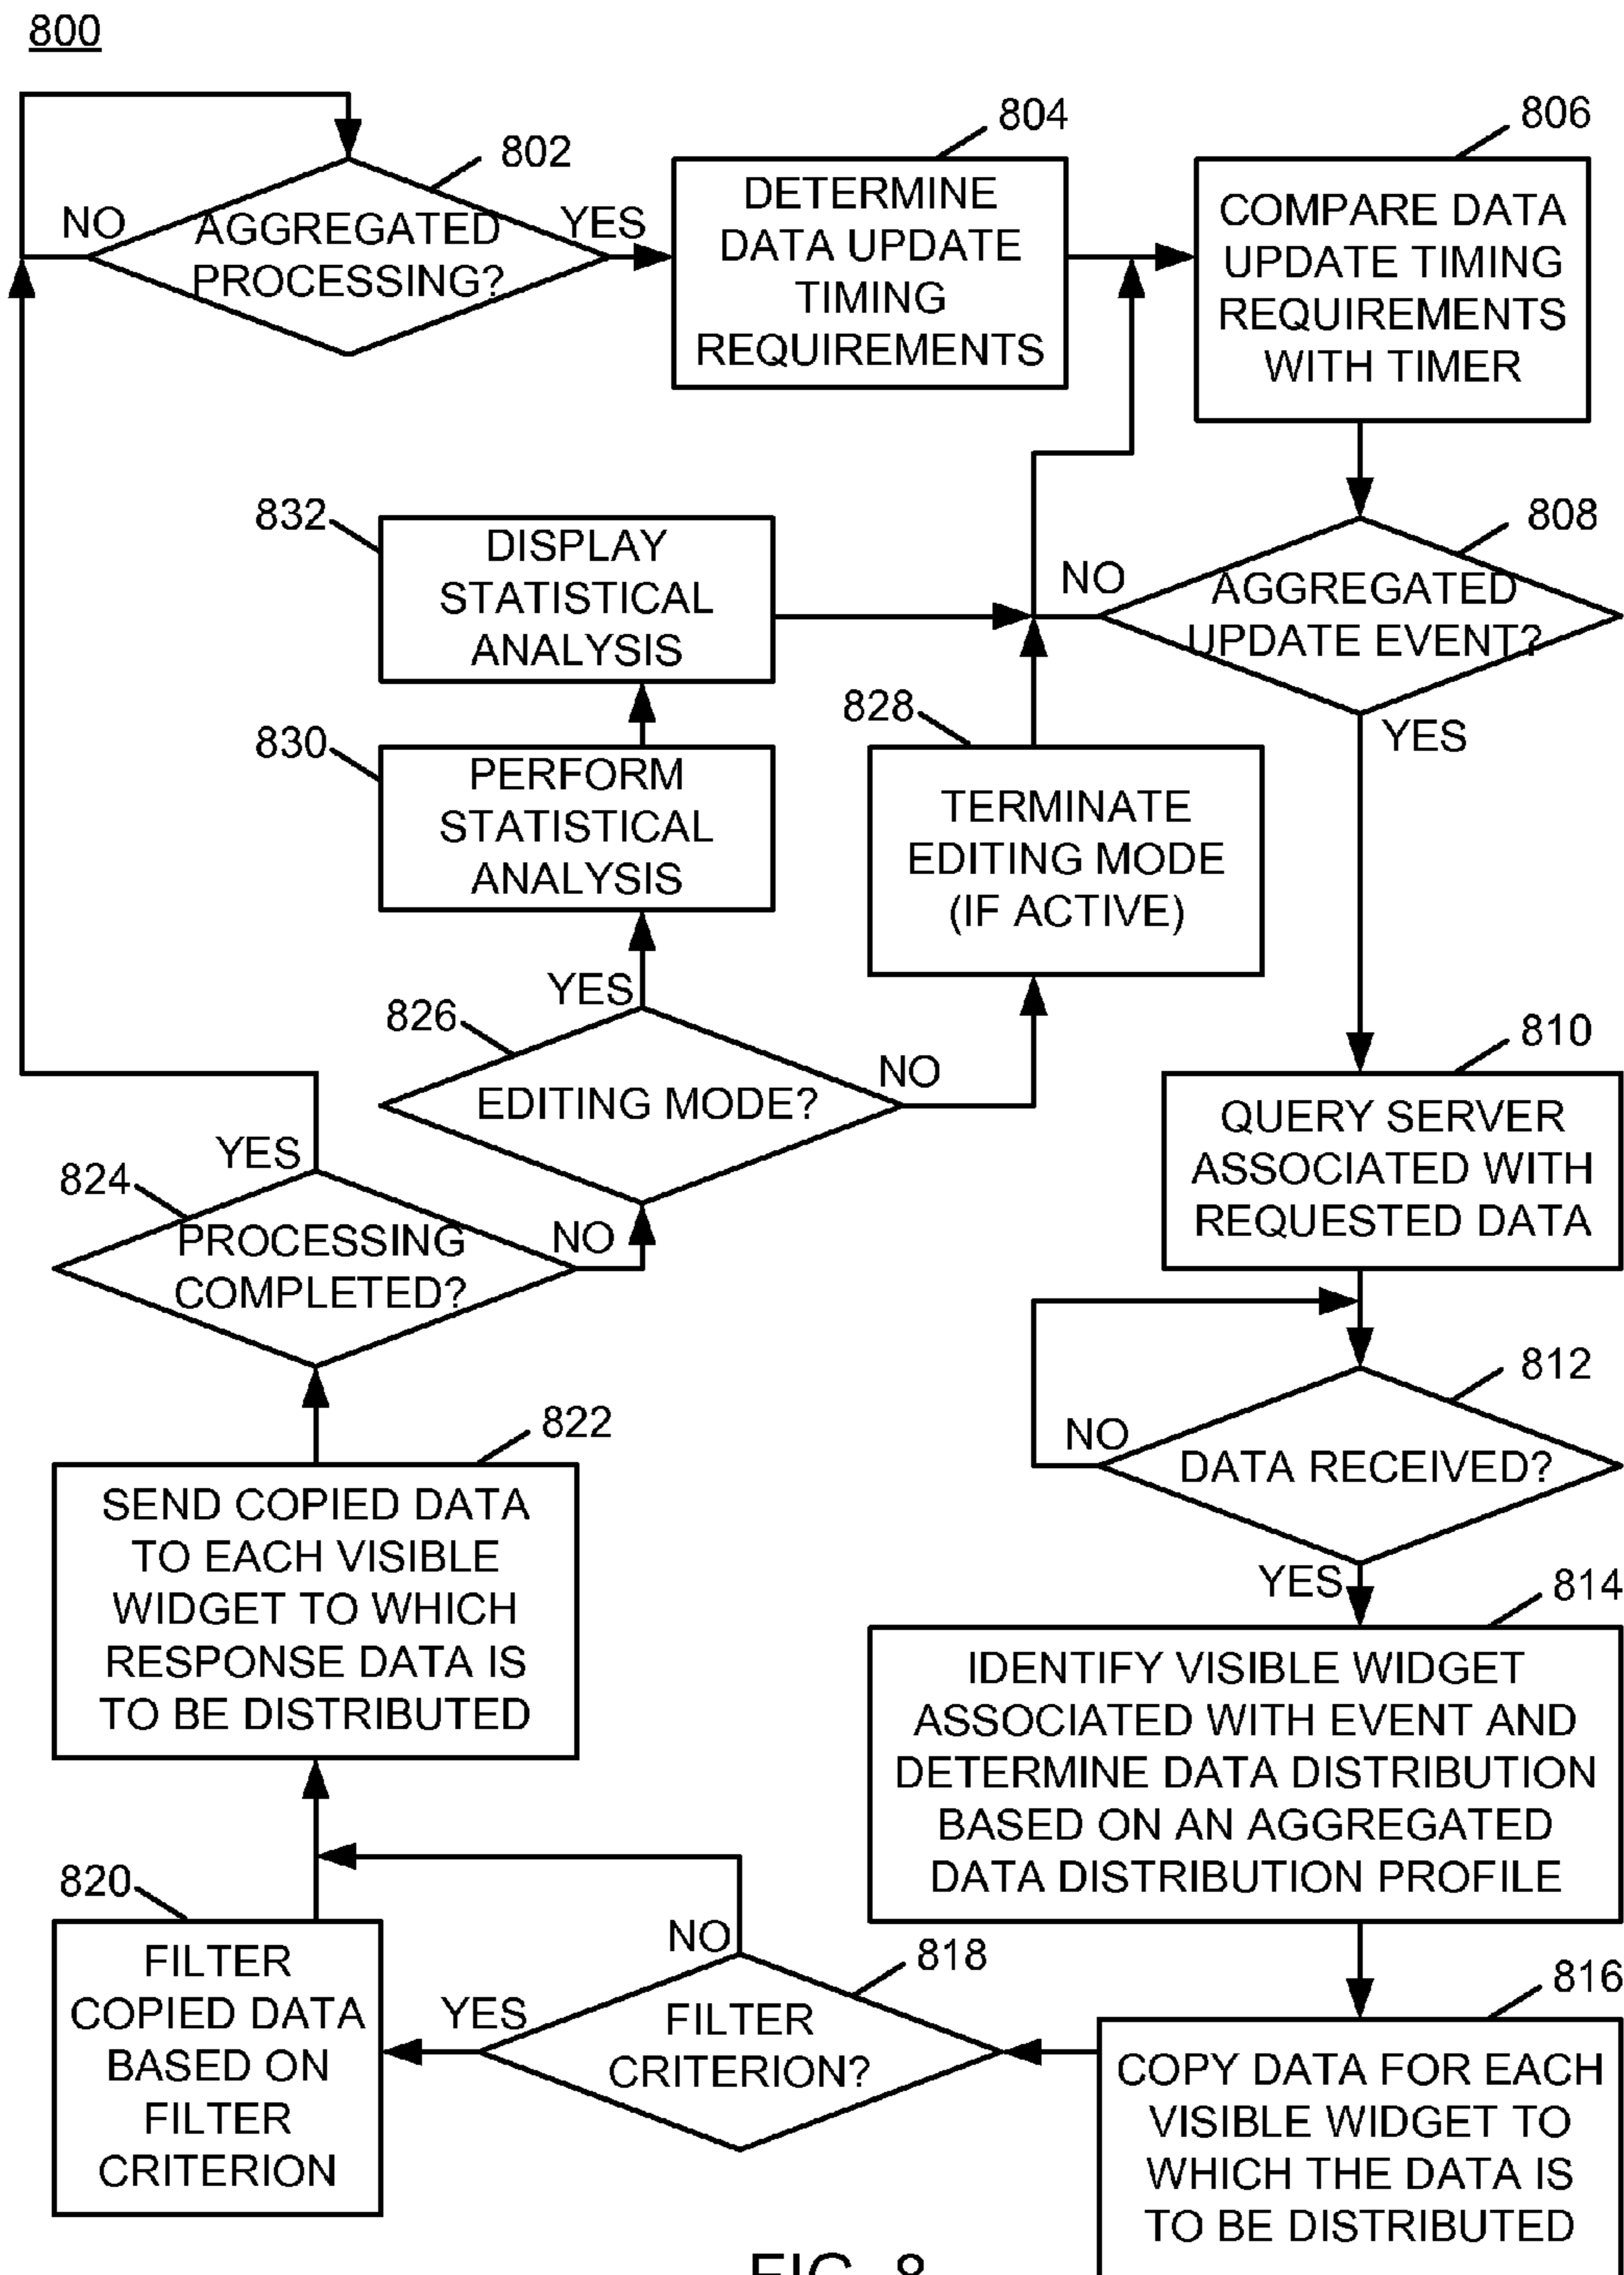 800
802
NO
AGGREGATED
PROCESSING?
YES
804
DETERMINE
DATA UPDATE
TIMING
REQUIREMENTS
806
COMPARE DATA
UPDATE TIMING
REQUIREMENTS
WITH TIMER
832
DISPLAY
STATISTICAL
ANALYSIS
808
NO
AGGREGATED
UPDATE EVENT?
YES
830
PERFORM
STATISTICAL
ANALYSIS
828
TERMINATE
EDITING MODE
(IF ACTIVE)
YES
826
EDITING MODE?
NO
810
QUERY SERVER
ASSOCIATED WITH
REQUESTED DATA
YES
824
PROCESSING
COMPLETED?
NO
812
NO
DATA RECEIVED?
YES
822
SEND COPIED DATA
TO EACH VISIBLE
WIDGET TO WHICH
RESPONSE DATA IS
TO BE DISTRIBUTED
814
IDENTIFY VISIBLE WIDGET
ASSOCIATED WITH EVENT AND
DETERMINE DATA DISTRIBUTION
BASED ON AN AGGREGATED
DATA DISTRIBUTION PROFILE
820
FILTER
COPIED DATA
BASED ON
FILTER
CRITERION
YES
NO
818
FILTER
CRITERION?
816
COPY DATA FOR EACH
VISIBLE WIDGET TO
WHICH THE DATA IS
TO BE DISTRIBUTED
FIG. 8